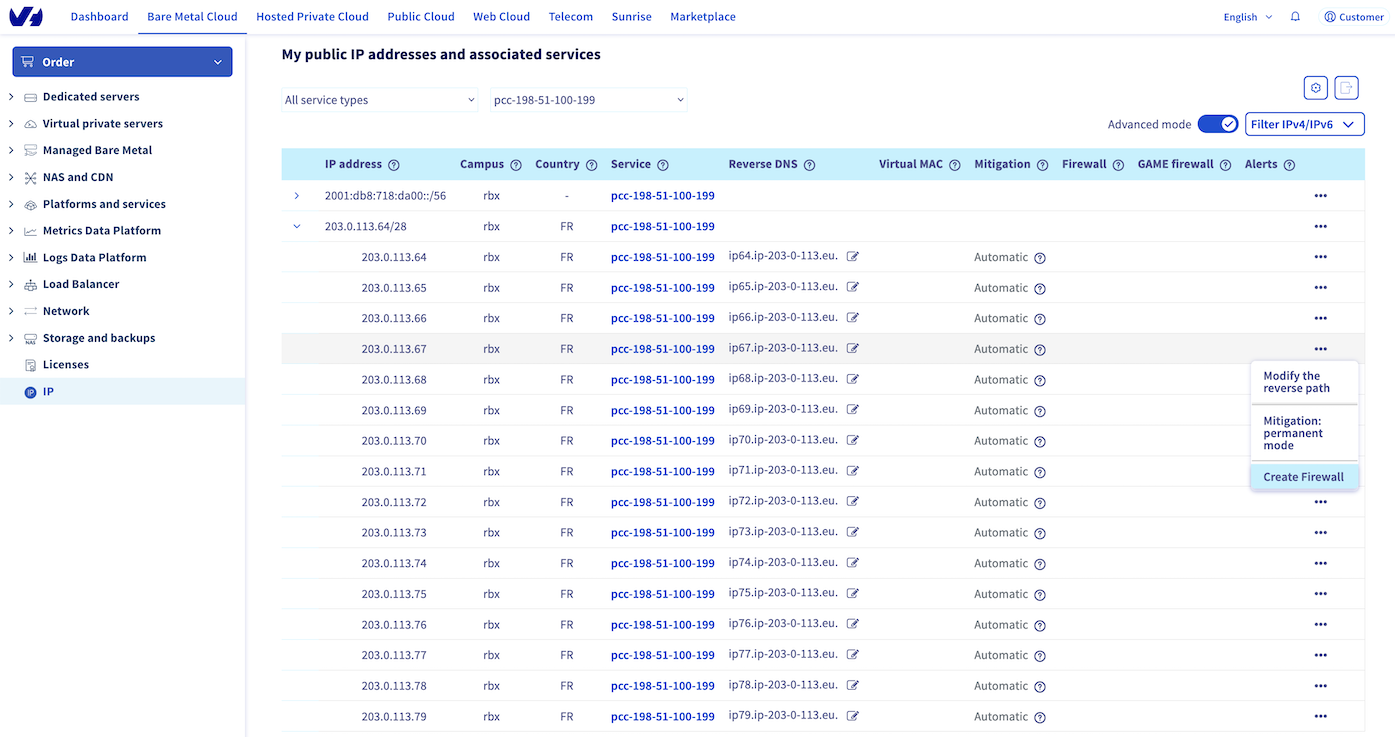 Dashboard Bare Metal Cloud Hosted Private Cloud Public Cloud Web Cloud Telecom Sunrise Marketplace English Customer
Order
Dedicated servers
Virtual private servers
Managed Bare Metal
NAS and CDN
Platforms and services
Metrics Data Platform
Logs Data Platform
Load Balancer
Network
NAS Storage and backups
Licenses
IP IP
My public IP addresses and associated services
All service types pcc-198-51-100-199
Advanced mode Filter IPv4/IPv6
IP address ? Campus ? Country ? Service ? Reverse DNS ? Virtual MAC ? Mitigation ? Firewall ? GAME firewall ? Alerts ?
2001:db8:718:da00::/56 rbx - pcc-198-51-100-199 •••
203.0.113.64/28 rbx FR pcc-198-51-100-199 •••
203.0.113.64 rbx FR pcc-198-51-100-199 ip64.ip-203-0-113.eu. Automatic ? •••
203.0.113.65 rbx FR pcc-198-51-100-199 ip65.ip-203-0-113.eu. Automatic ? •••
203.0.113.66 rbx FR pcc-198-51-100-199 ip66.ip-203-0-113.eu. Automatic ? •••
203.0.113.67 rbx FR pcc-198-51-100-199 ip67.ip-203-0-113.eu. Automatic ? •••
203.0.113.68 rbx FR pcc-198-51-100-199 ip68.ip-203-0-113.eu. Automatic ?
203.0.113.69 rbx FR pcc-198-51-100-199 ip69.ip-203-0-113.eu. Automatic ?
203.0.113.70 rbx FR pcc-198-51-100-199 ip70.ip-203-0-113.eu. Automatic ?
203.0.113.71 rbx FR pcc-198-51-100-199 ip71.ip-203-0-113.eu. Automatic ?
203.0.113.72 rbx FR pcc-198-51-100-199 ip72.ip-203-0-113.eu. Automatic ? •••
203.0.113.73 rbx FR pcc-198-51-100-199 ip73.ip-203-0-113.eu. Automatic ? •••
203.0.113.74 rbx FR pcc-198-51-100-199 ip74.ip-203-0-113.eu. Automatic ? •••
203.0.113.75 rbx FR pcc-198-51-100-199 ip75.ip-203-0-113.eu. Automatic ? •••
203.0.113.76 rbx FR pcc-198-51-100-199 ip76.ip-203-0-113.eu. Automatic ? •••
203.0.113.77 rbx FR pcc-198-51-100-199 ip77.ip-203-0-113.eu. Automatic ? •••
203.0.113.78 rbx FR pcc-198-51-100-199 ip78.ip-203-0-113.eu. Automatic ? •••
203.0.113.79 rbx FR pcc-198-51-100-199 ip79.ip-203-0-113.eu. Automatic ? •••
Modify the
reverse path
Mitigation:
permanent
mode
Create Firewall